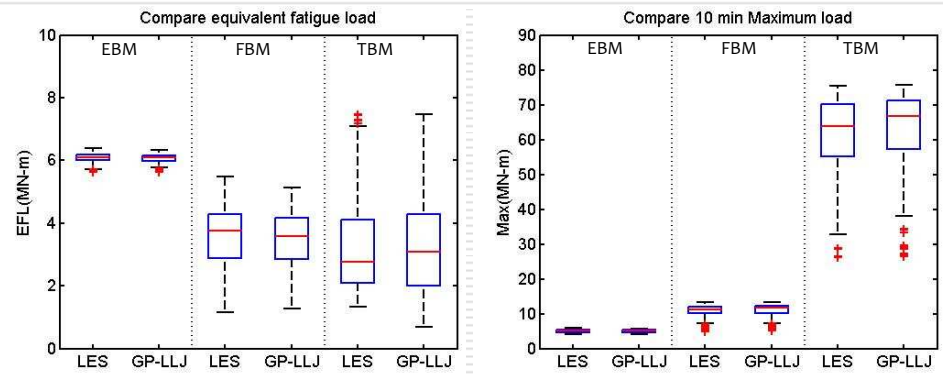 Compare equivalent fatigue load
10
EBM
FBM
TBM
8
6
4
2
0
EFL(MN-m)
LES
GP-LLJ
LES
GP-LLJ
LES
GP-LLJ
Compare 10 min Maximum load
90
EBM
FBM
TBM
80
70
60
50
40
30
20
10
0
Max(MN-m)
LES
GP-LLJ
LES
GP-LLJ
LES
GP-LLJ